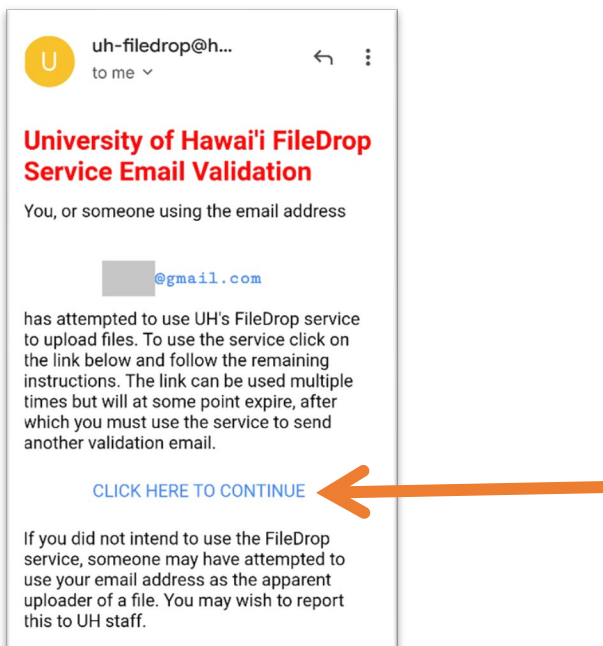 U
uh-filedrop@h...
to me
University of Hawai'i FileDrop
Service Email Validation
You, or someone using the email address
@gmail.com
has attempted to use UH's FileDrop service
to upload files. To use the service click on
the link below and follow the remaining
instructions. The link can be used multiple
times but will at some point expire, after
which you must use the service to send
another validation email.
CLICK HERE TO CONTINUE
If you did not intend to use the FileDrop
service, someone may have attempted to
use your email address as the apparent
uploader of a file. You may wish to report
this to UH staff.